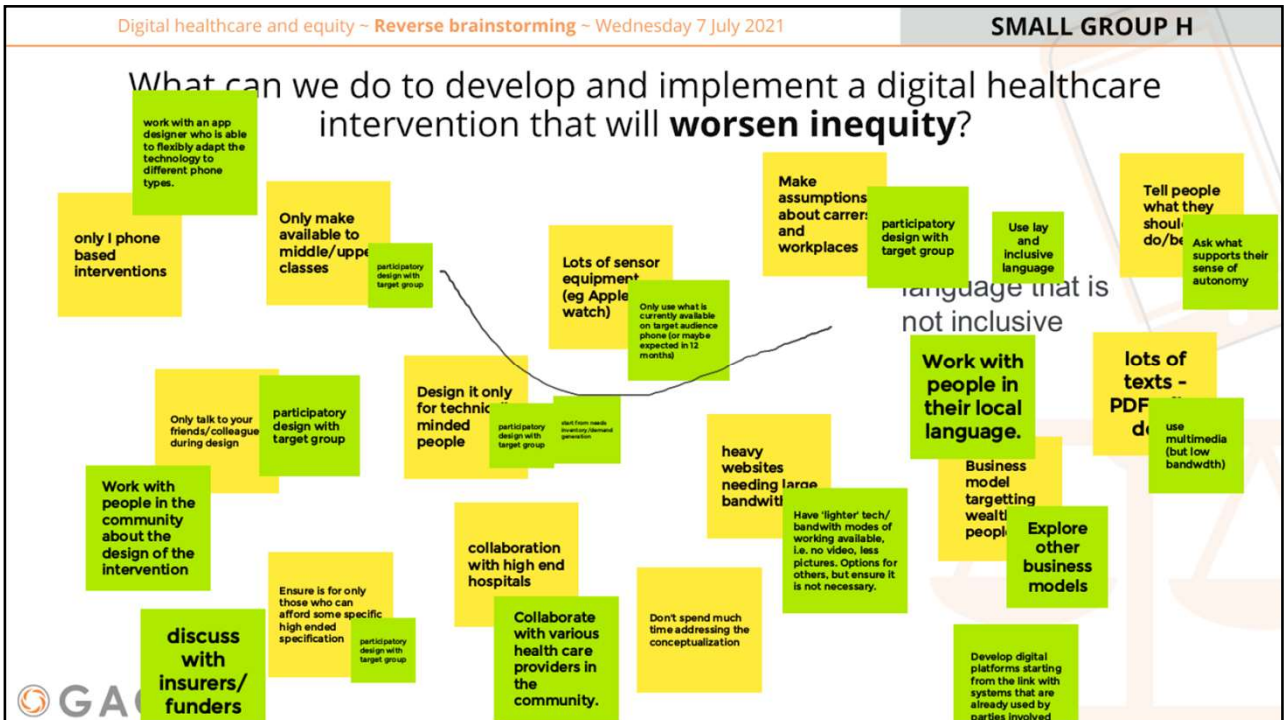 Digital healthcare and equity ~ Reverse brainstorming ~ Wednesday 7 July 2021
SMALL GROUP H
What can we do to develop and implement a digital healthcare
intervention that will worsen inequity?
work with an app
designer who is able
to flexibly adapt the
technology to
different phone
types.
only I phone
based
interventions
Only make
available to
middle/uppe
classes
participatory
design with
target group
Lots of sensor
equipment
(eg Apple
watch)
Only use what is
currently available
on target audience
phone (or maybe
expected in 12
months)
Make
assumptions
about carrers
and
workplaces
participatory
design with
target group
Use lay
and
inclusive
language
Tell people
what they
shoul
do/be
Ask what
supports their
sense of
autonomy
language that is
not inclusive
Work with
people in
their local
language.
lots of
texts -
PDF
use
multimedia
(but low
bandwdth)
Only talk to your
friends/colleague
during design
participatory
design with
target group
Work with
people in the
community
about the
design of the
intervention
Design it only
for technic
minded
people
participatory
design with
target group
start from needs
inventory/demand
generation
heavy
websites
needing large
bandwit
Have 'lighter' tech/
bandwith modes of
working available,
i.e. no video, less
pictures. Options for
others, but ensure it
is not necessary.
Business
model
targetting
wealt
peopl
Explore
other
business
models
collaboration
with high end
hospitals
Collaborate
with various
health care
providers in
the
community.
Don't spend much
time addressing the
conceptualization
Ensure is for only
those who can
afford some specific
high ended
specification
participatory
design with
target group
discuss
with
insurers/
funders
Develop digital
platforms starting
from the link with
systems that are
already used by
parties involved
GA